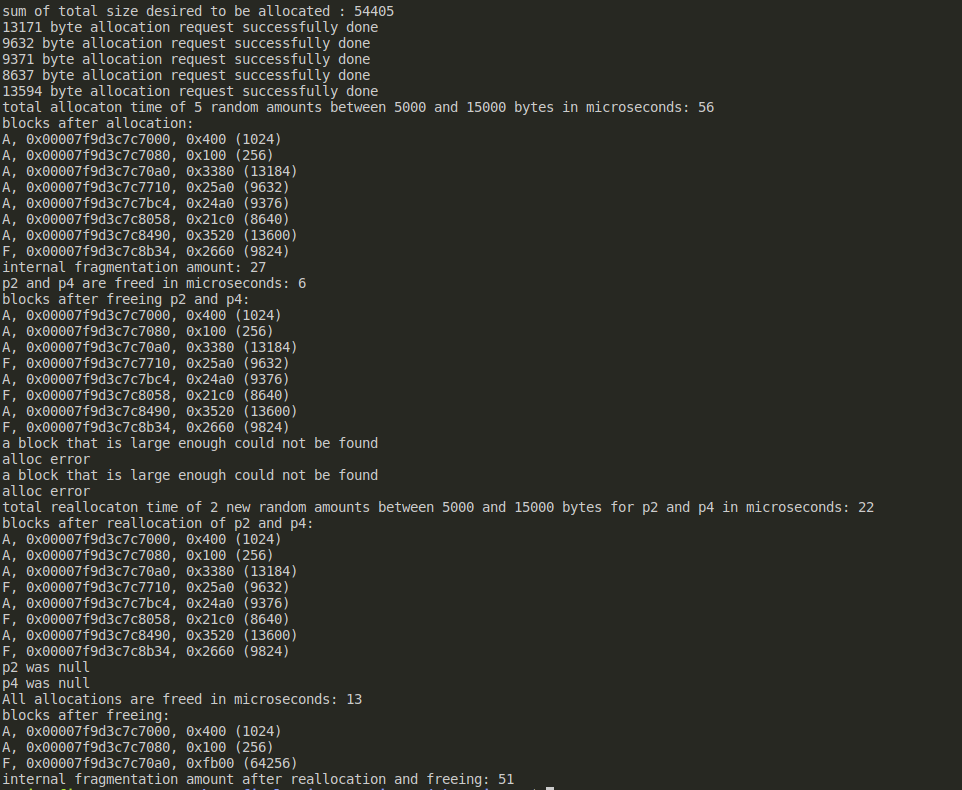 sum of total size desired to be allocated : 54405
13171 byte allocation request successfully done
9632 byte allocation request successfully done
9371 byte allocation request successfully done
8637 byte allocation request successfully done
13594 byte allocation request successfully done
total allocaton time of 5 random amounts between 5000 and 15000 bytes in microseconds: 56
blocks after allocation:
A, 0x00007f9d3c7c7000, 0x400 (1024)
A, 0x00007f9d3c7c7080, 0x100 (256)
A, 0x00007f9d3c7c70a0, 0x3380 (13184)
A, 0x00007f9d3c7c7710, 0x25a0 (9632)
A, 0x00007f9d3c7c7bc4, 0x24a0 (9376)
A, 0x00007f9d3c7c8058, 0x21c0 (8640)
A, 0x00007f9d3c7c8490, 0x3520 (13600)
F, 0x00007f9d3c7c8b34, 0x2660 (9824)
internal fragmentation amount: 27
p2 and p4 are freed in microseconds: 6
blocks after freeing p2 and p4:
A, 0x00007f9d3c7c7000, 0x400 (1024)
A, 0x00007f9d3c7c7080, 0x100 (256)
A, 0x00007f9d3c7c70a0, 0x3380 (13184)
F, 0x00007f9d3c7c7710, 0x25a0 (9632)
A, 0x00007f9d3c7c7bc4, 0x24a0 (9376)
F, 0x00007f9d3c7c8058, 0x21c0 (8640)
A, 0x00007f9d3c7c8490, 0x3520 (13600)
F, 0x00007f9d3c7c8b34, 0x2660 (9824)
a block that is large enough could not be found
alloc error
a block that is large enough could not be found
alloc error
total reallocaton time of 2 new random amounts between 5000 and 15000 bytes for p2 and p4 in microseconds: 22
blocks after reallocation of p2 and p4:
A, 0x00007f9d3c7c7000, 0x400 (1024)
A, 0x00007f9d3c7c7080, 0x100 (256)
A, 0x00007f9d3c7c70a0, 0x3380 (13184)
F, 0x00007f9d3c7c7710, 0x25a0 (9632)
A, 0x00007f9d3c7c7bc4, 0x24a0 (9376)
F, 0x00007f9d3c7c8058, 0x21c0 (8640)
A, 0x00007f9d3c7c8490, 0x3520 (13600)
F, 0x00007f9d3c7c8b34, 0x2660 (9824)
p2 was null
p4 was null
All allocations are freed in microseconds: 13
blocks after freeing:
A, 0x00007f9d3c7c7000, 0x400 (1024)
A, 0x00007f9d3c7c7080, 0x100 (256)
F, 0x00007f9d3c7c70a0, 0xfb00 (64256)
internal fragmentation amount after reallocation and freeing: 51